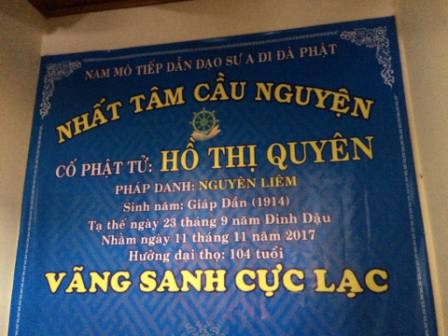 NAM MÔ TIẾP DẪN ĐẠO SƯ A DI ĐÀ PHẬT
NHẤT TÂM CẦU NGUYỆN
CỐ PHẬT TỬ: HỒ THỊ QUYÊN
PHÁP DANH: NGUYÊN LIÊM
Sinh năm: Giáp Dần (1914)
Tạ thế ngày 23 tháng 9 năm Đinh Dậu
Nhằm ngày 11 tháng 11 năm 2017
Hưởng đại thọ: 104 tuổi
VÃNG SANH CỰC LẠC